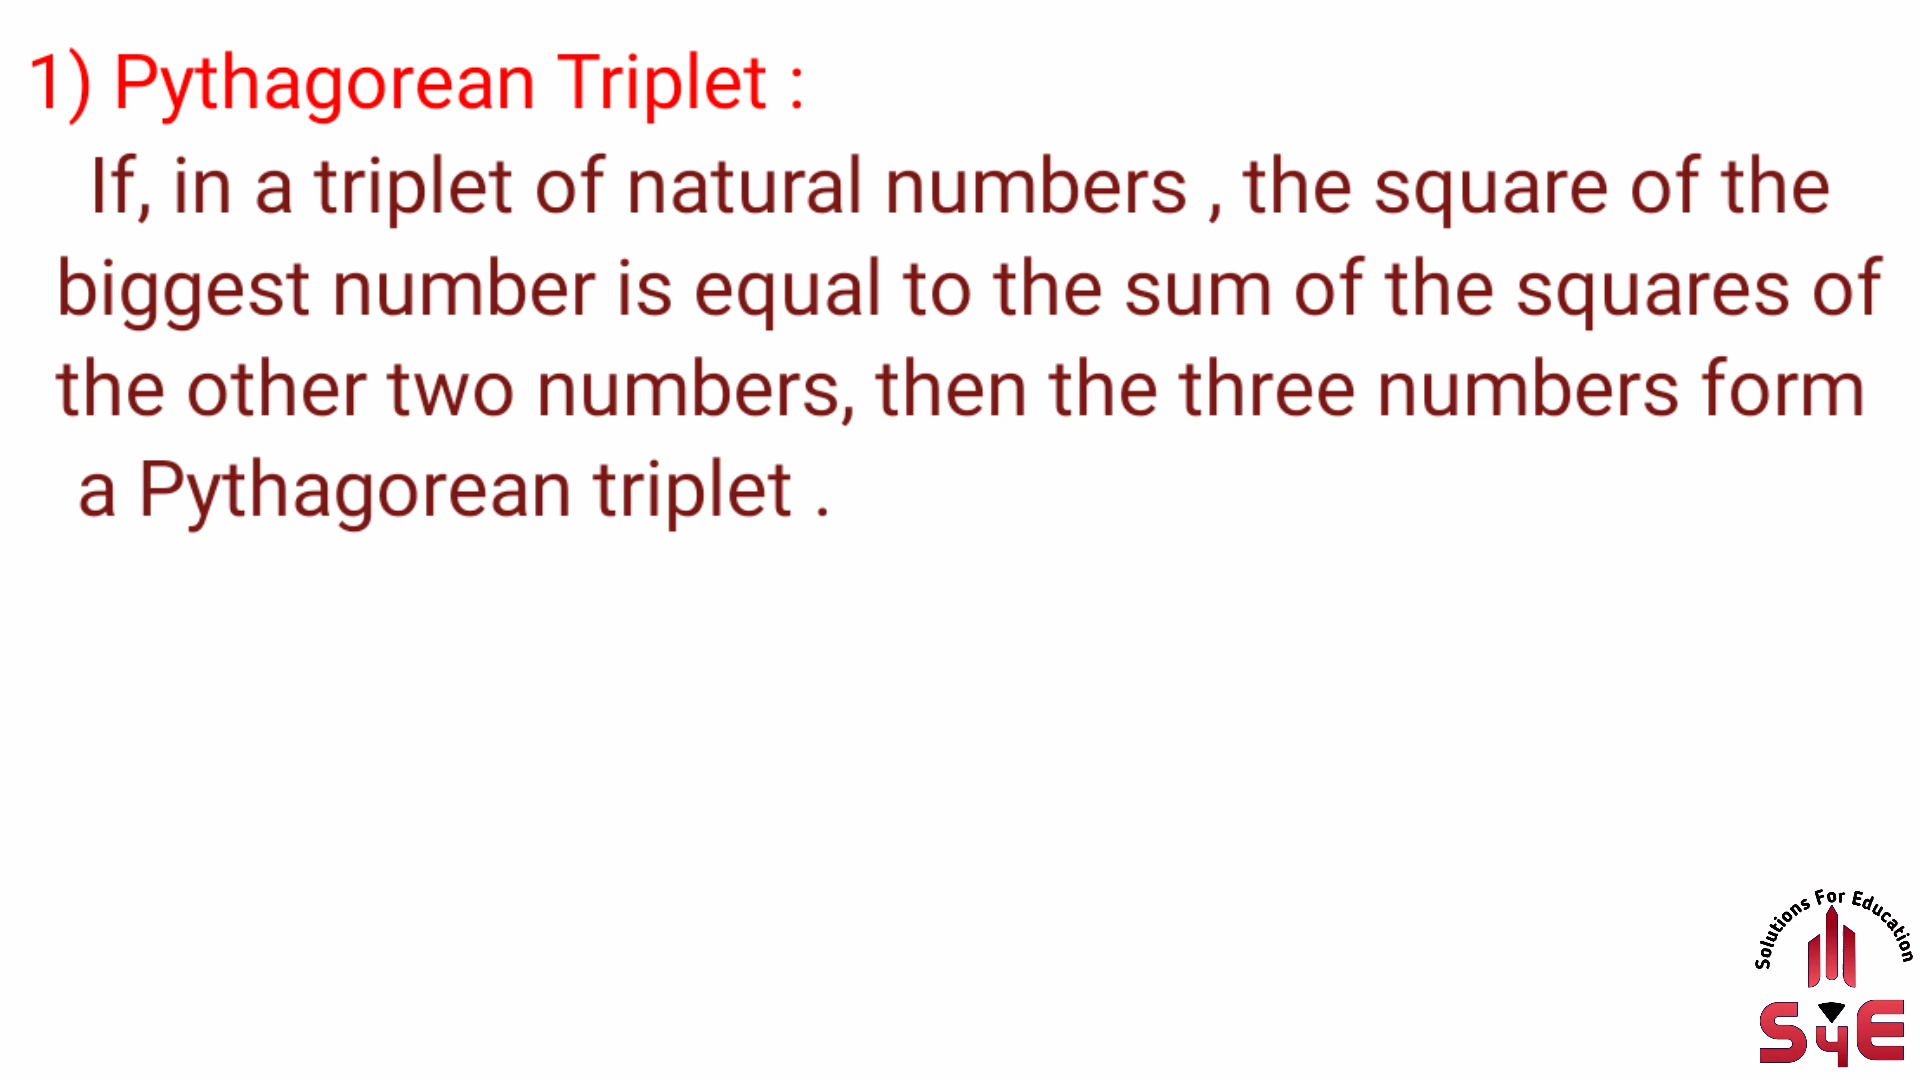 1) Pythagorean Triplet :
If, in a triplet of natural numbers , the square of the
biggest number is equal to the sum of the squares of
the other two numbers, then the three numbers form
a Pythagorean triplet .
Solutions For Education
S4E